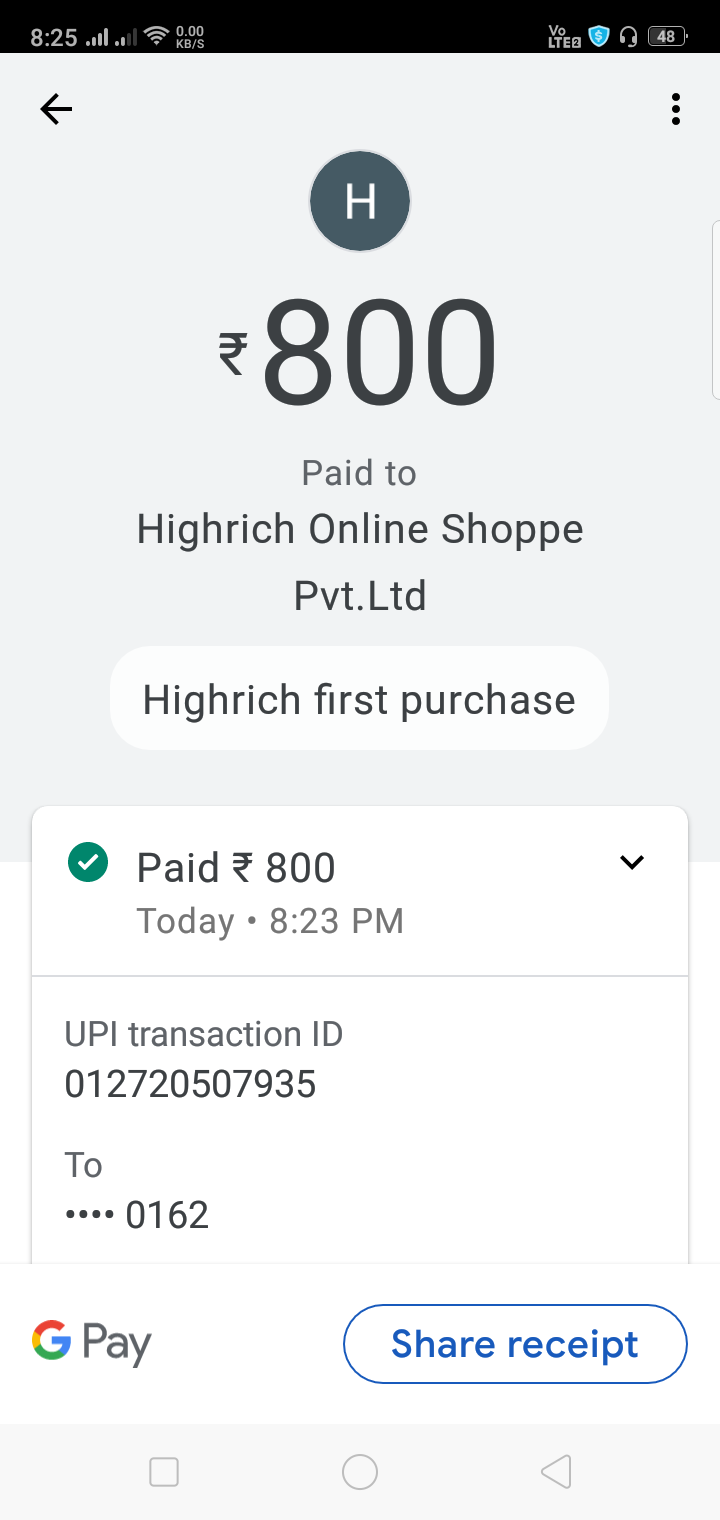 8:25 0.00 KB/S Vo LTE2 48
H
₹800
Paid to
Highrich Online Shoppe
Pvt.Ltd
Highrich first purchase
Paid ₹ 800
Today • 8:23 PM
UPI transaction ID
012720507935
To
•••• 0162
G Pay
Share receipt